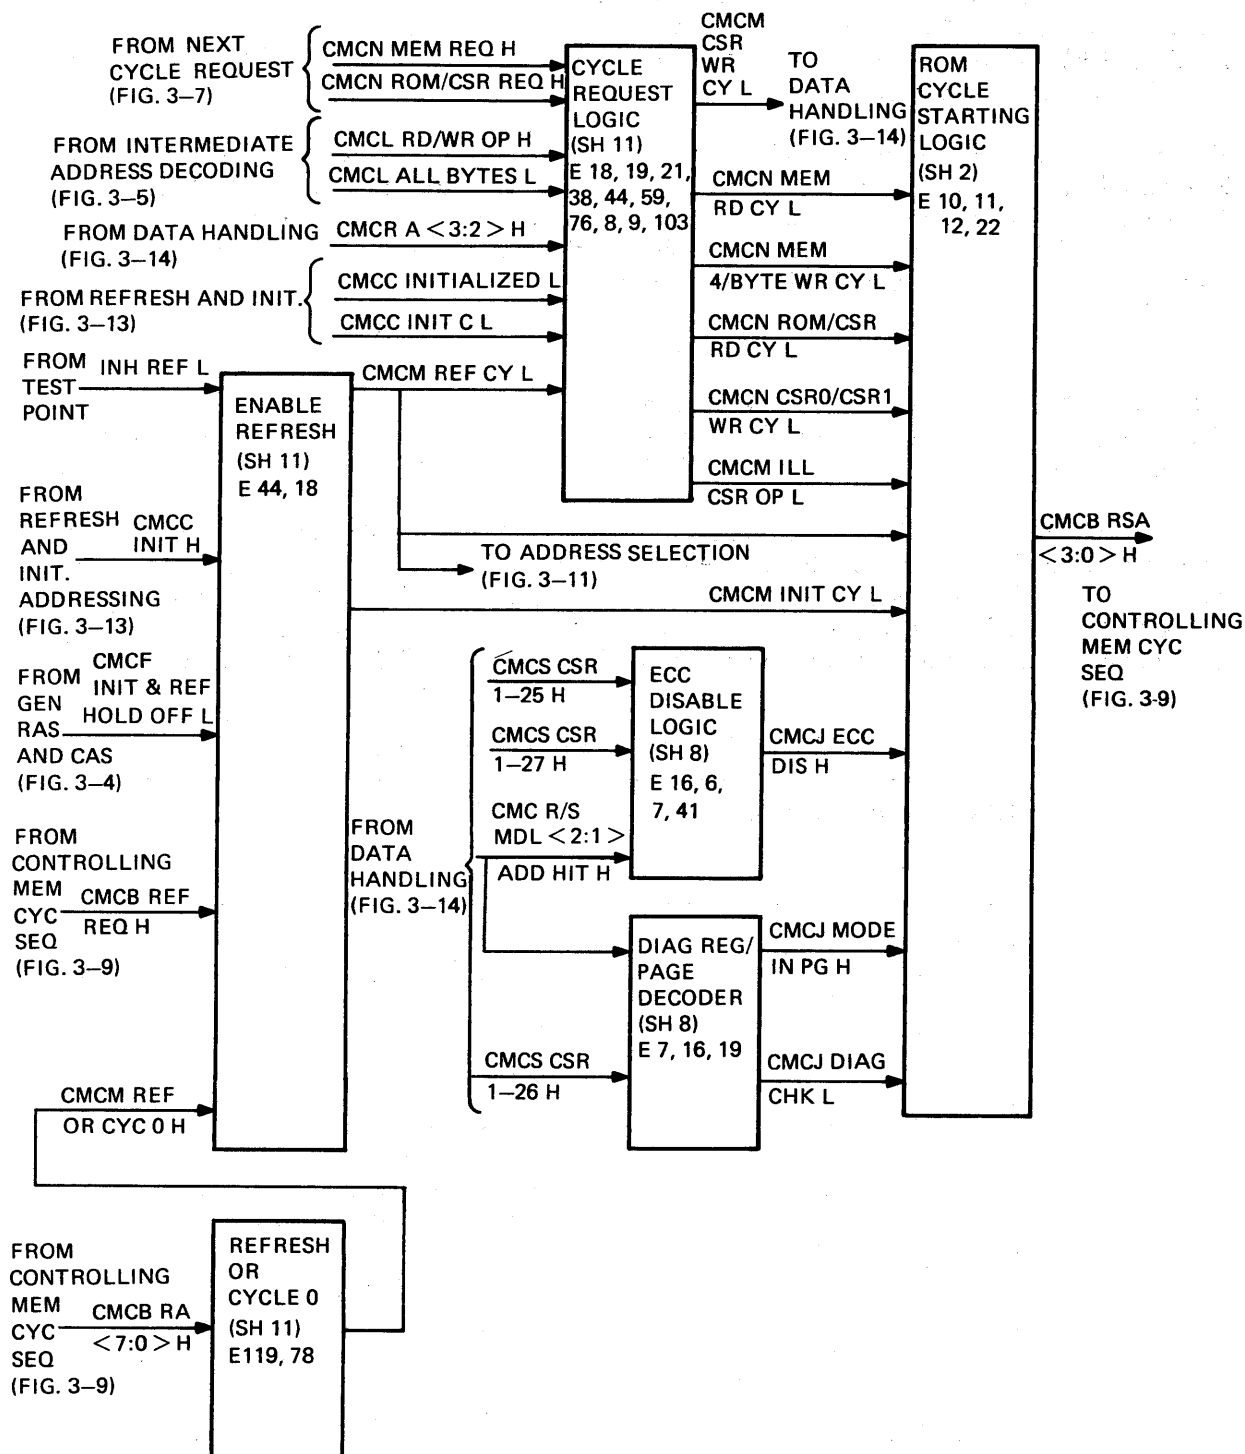 FROM NEXT
CYCLE REQUEST
(FIG. 3-7)
CMCN MEM REQ H
CMCN ROM/CSR REQ H
FROM INTERMEDIATE
ADDRESS DECODING
(FIG. 3-5)
CMCL RD/WR OP H
CMCL ALL BYTES L
FROM DATA HANDLING
(FIG. 3-14)
CMCR A <3:2> H
FROM REFRESH AND INIT.
(FIG. 3-13)
CMCC INITIALIZED L
CMCC INIT C L
CYCLE
REQUEST
LOGIC
(SH 11)
E 18, 19, 21,
38, 44, 59,
76, 8, 9, 103
CMCM
CSR
WR
CY L
TO
DATA
HANDLING
(FIG. 3-14)
CMCN MEM
RD CY L
CMCN MEM
4/BYTE WR CY L
CMCN ROM/CSR
RD CY L
CMCN CSR0/CSR1
WR CY L
CMCM ILL
CSR OP L
ROM
CYCLE
STARTING
LOGIC
(SH 2)
E 10, 11,
12, 22
FROM
TEST
POINT
INH REF L
ENABLE
REFRESH
(SH 11)
E 44, 18
CMCM REF CY L
TO ADDRESS SELECTION
(FIG. 3-11)
CMCM INIT CY L
FROM
REFRESH
AND
INIT.
ADDRESSING
(FIG. 3-13)
CMCC
INIT H
FROM
GEN
RAS
AND CAS
(FIG. 3-4)
CMCF
INIT & REF
HOLD OFF L
FROM
CONTROLLING
MEM
CYC
SEQ
(FIG. 3-9)
CMCB REF
REQ H
FROM
DATA
HANDLING
(FIG. 3-14)
CMCS CSR
1-25 H
CMCS CSR
1-27 H
CMC R/S
MDL <2:1>
ADD HIT H
CMCS CSR
1-26 H
ECC
DISABLE
LOGIC
(SH 8)
E 16, 6,
7, 41
CMCJ ECC
DIS H
DIAG REG/
PAGE
DECODER
(SH 8)
E 7, 16, 19
CMCJ MODE
IN PG H
CMCJ DIAG
CHK L
CMCB RSA
<3:0> H
TO
CONTROLLING
MEM CYC
SEQ
(FIG. 3-9)
CMCM REF
OR CYC 0 H
FROM
CONTROLLING
MEM
CYC
SEQ
(FIG. 3-9)
CMCB RA
<7:0> H
REFRESH
OR
CYCLE 0
(SH 11)
E119, 78